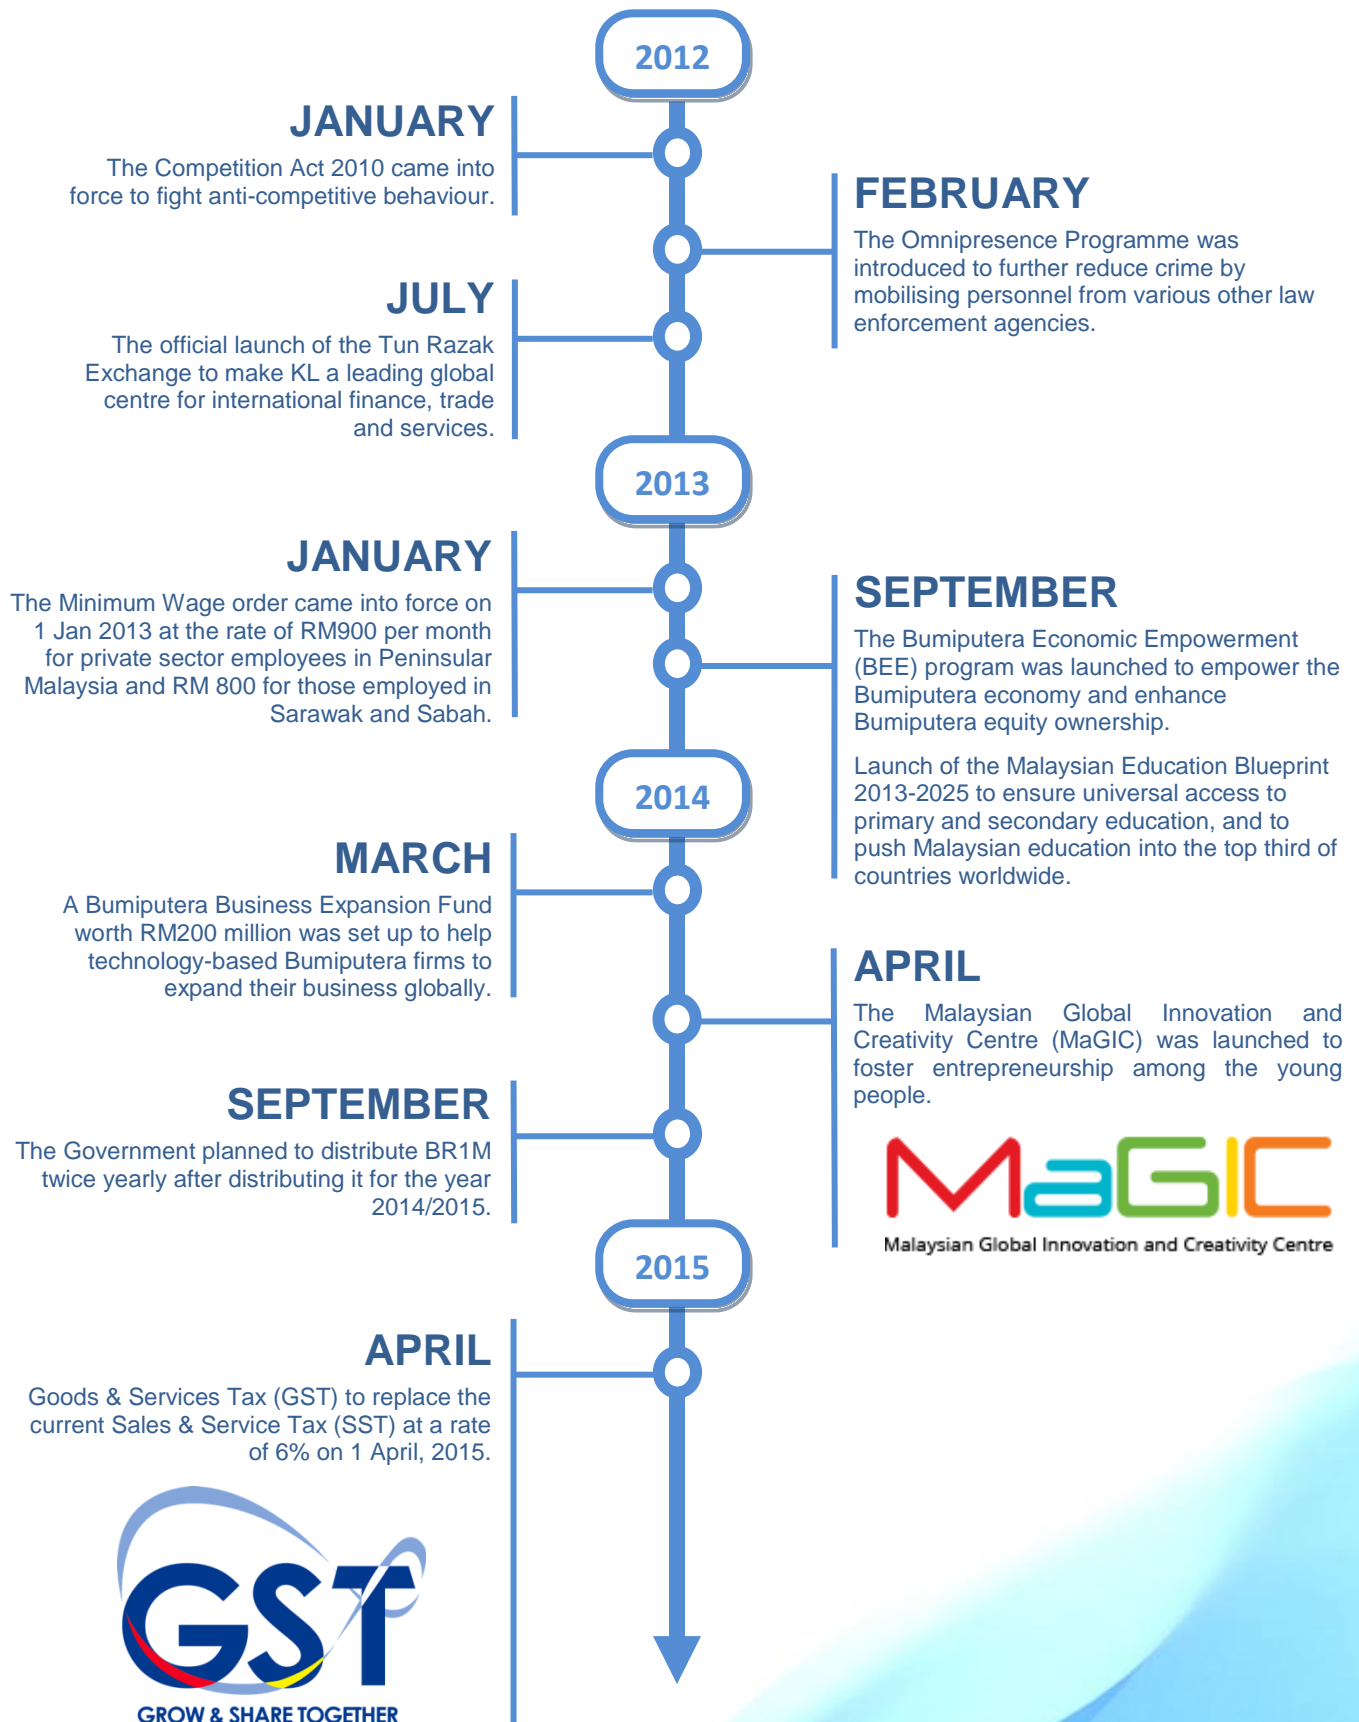 2012
JANUARY
The Competition Act 2010 came into
force to fight anti-competitive behaviour.
FEBRUARY
The Omnipresence Programme was
introduced to further reduce crime by
mobilising personnel from various other law
enforcement agencies.
JULY
The official launch of the Tun Razak
Exchange to make KL a leading global
centre for international finance, trade
and services.
2013
JANUARY
The Minimum Wage order came into force on
1 Jan 2013 at the rate of RM900 per month
for private sector employees in Peninsular
Malaysia and RM 800 for those employed in
Sarawak and Sabah.
SEPTEMBER
The Bumiputera Economic Empowerment
(BEE) program was launched to empower the
Bumiputera economy and enhance
Bumiputera equity ownership.
Launch of the Malaysian Education Blueprint
2013-2025 to ensure universal access to
primary and secondary education, and to
push Malaysian education into the top third of
countries worldwide.
2014
MARCH
A Bumiputera Business Expansion Fund
worth RM200 million was set up to help
technology-based Bumiputera firms to
expand their business globally.
APRIL
The Malaysian Global Innovation and
Creativity Centre (MaGIC) was launched to
foster entrepreneurship among the young
people.
MaGIC
Malaysian Global Innovation and Creativity Centre
SEPTEMBER
The Government planned to distribute BR1M
twice yearly after distributing it for the year
2014/2015.
2015
APRIL
Goods & Services Tax (GST) to replace the
current Sales & Service Tax (SST) at a rate
of 6% on 1 April, 2015.
GST
GROW & SHARE TOGETHER